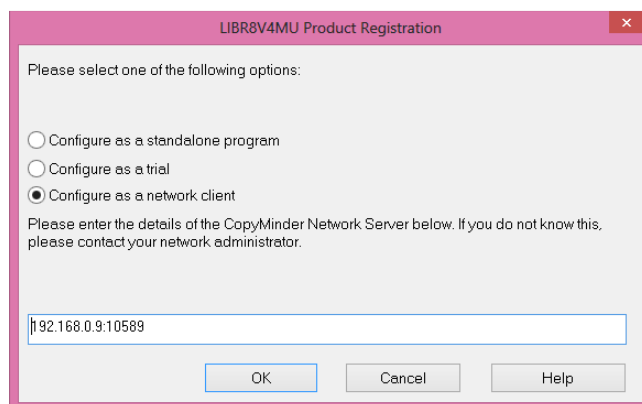 LIBR8V4MU Product Registration
Please select one of the following options:
Configure as a standalone program
Configure as a trial
Configure as a network client
Please enter the details of the CopyMinder Network Server below. If you do not know this,
please contact your network administrator.
192.168.0.9:10589
OK Cancel Help